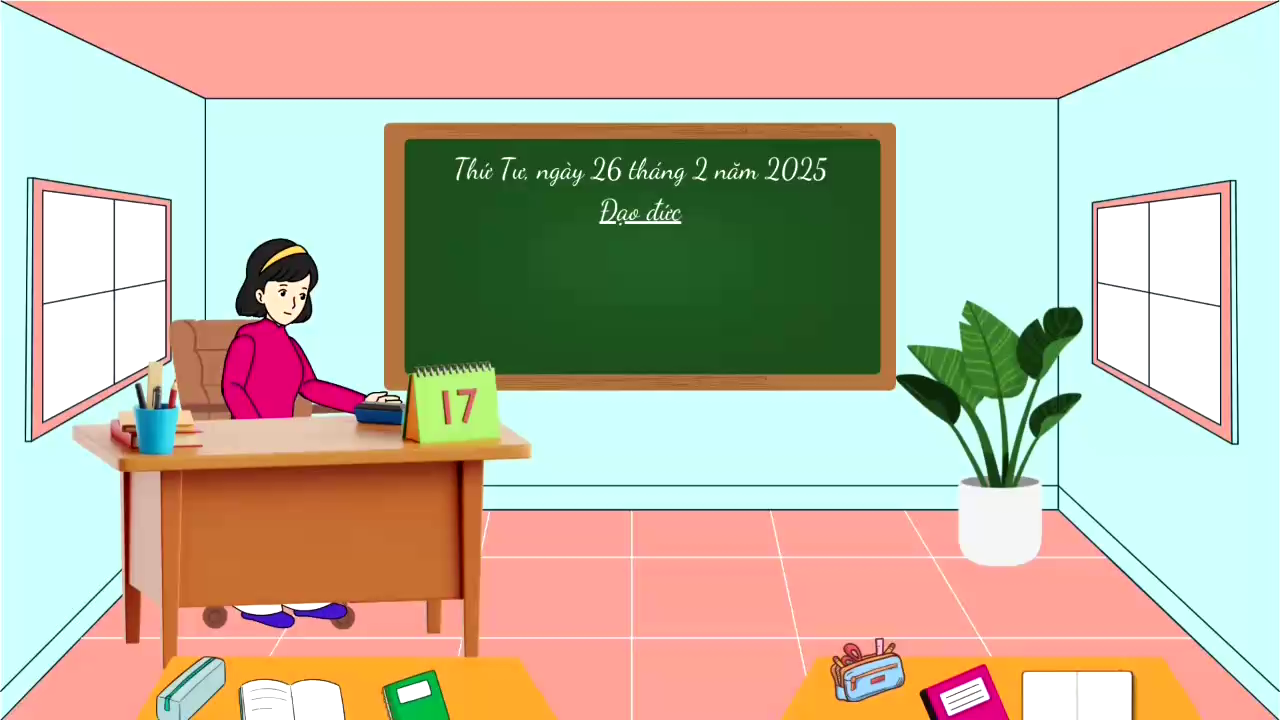 Thứ Tư, ngày 26 tháng 2 năm 2025
Đạo đức
17